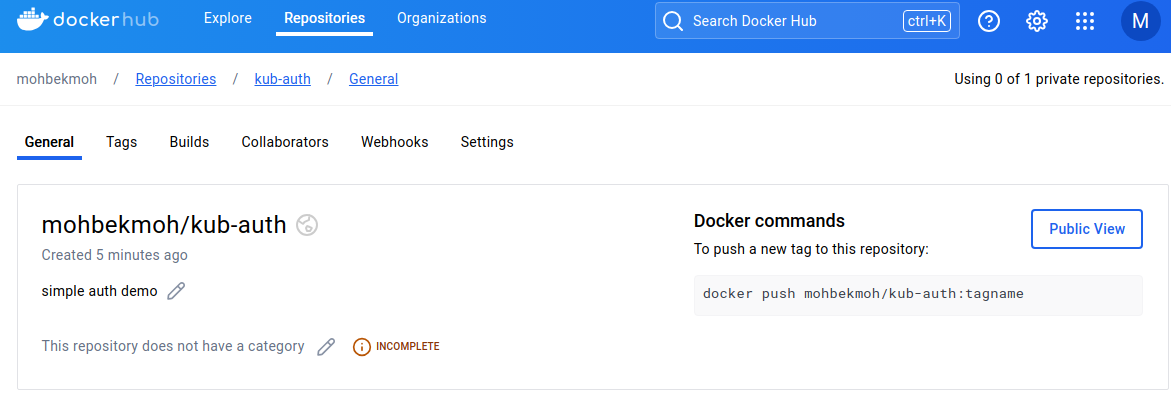 dockerhub Explore Repositories Organizations Search Docker Hub ctrl+K M
mohbekmoh / Repositories / kub-auth / General Using 0 of 1 private repositories.
General Tags Builds Collaborators Webhooks Settings
mohbekmoh/kub-auth
Created 5 minutes ago
simple auth demo
This repository does not have a category INCOMPLETE
Docker commands
Public View
To push a new tag to this repository:
docker push mohbekmoh/kub-auth:tagname